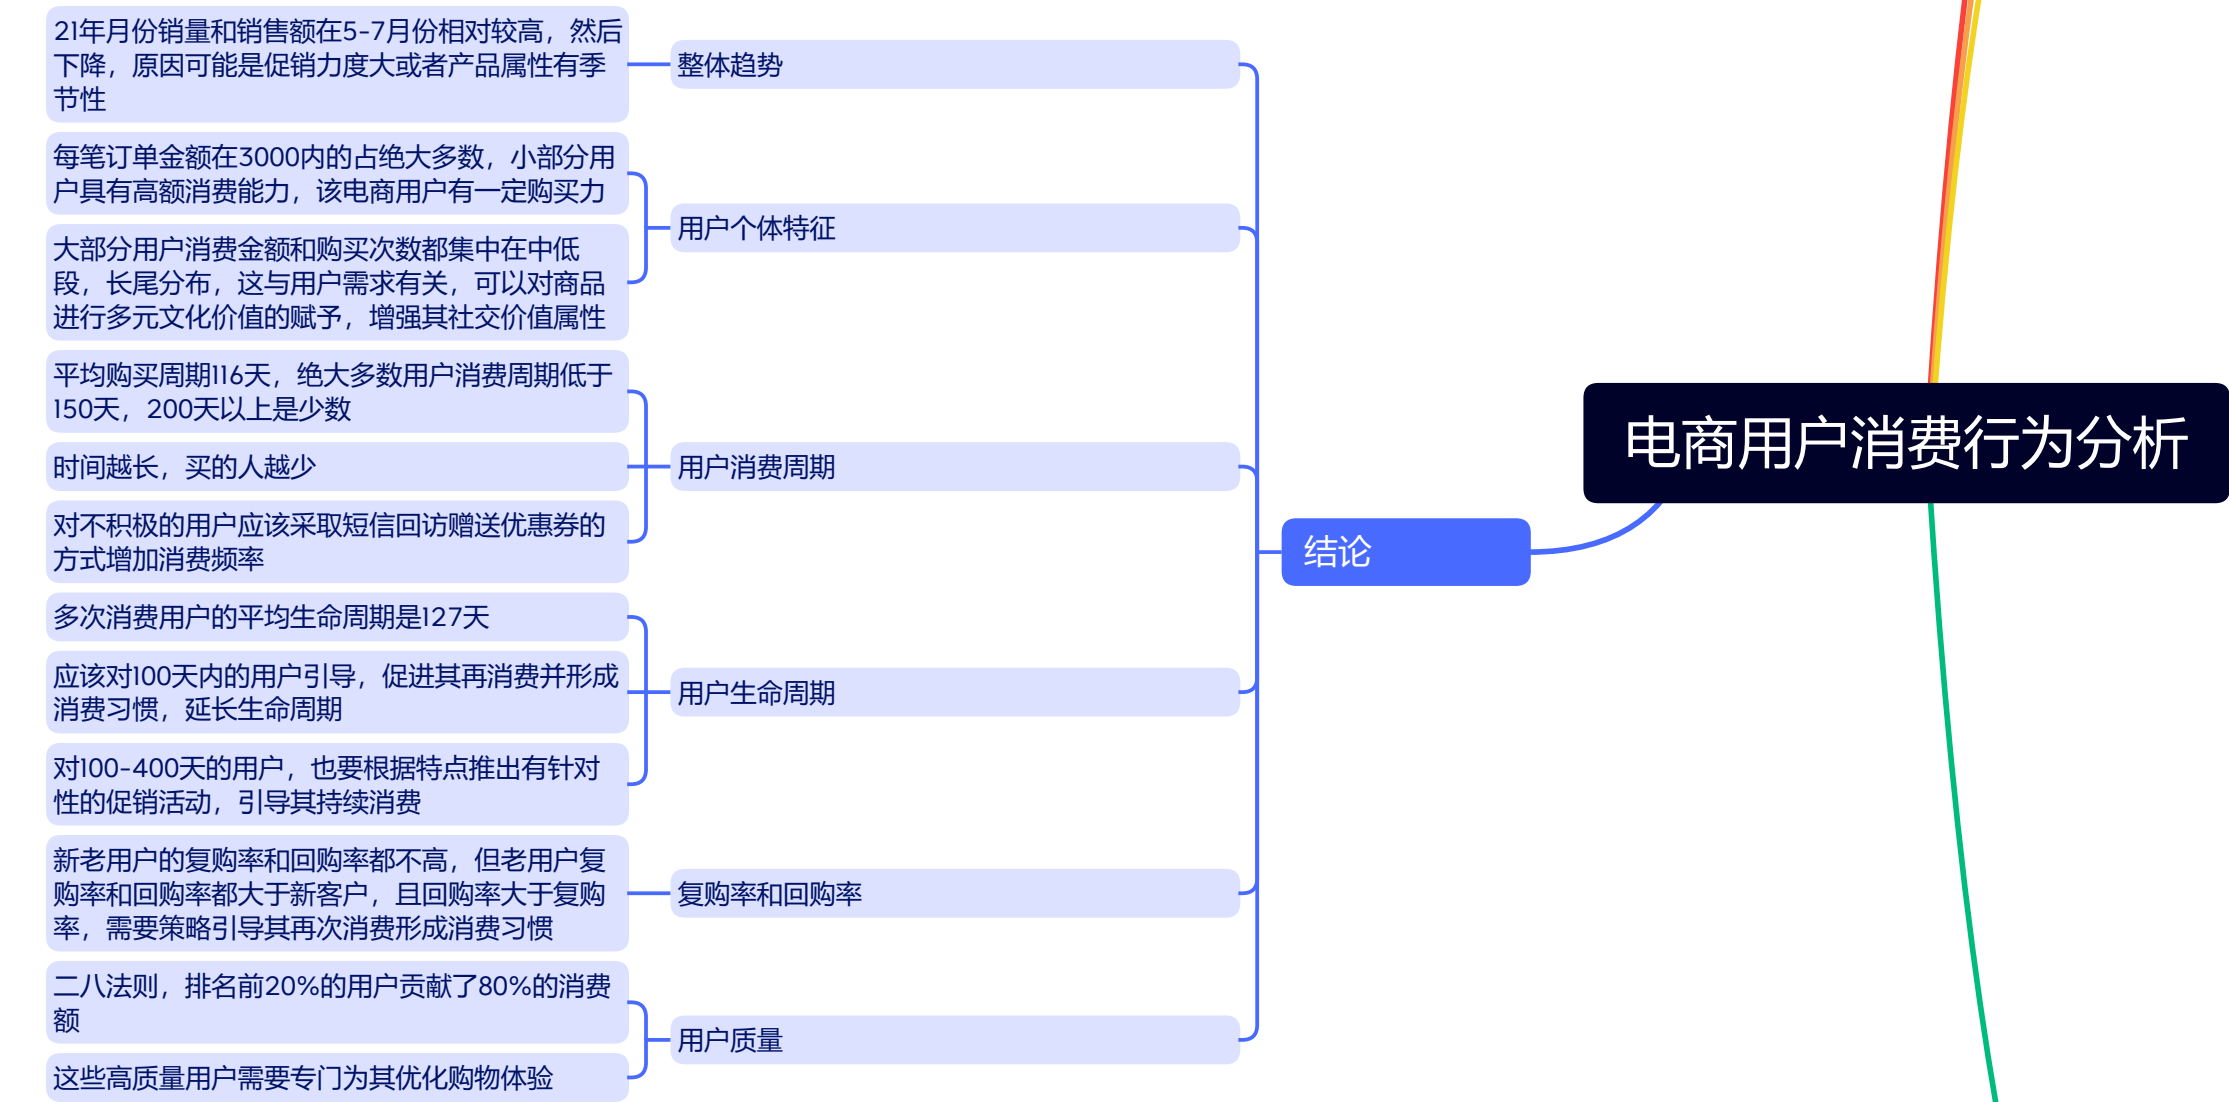 电商用户消费行为分析
结论
整体趋势
21年月份销量和销售额在5-7月份相对较高，然后
下降，原因可能是促销力度大或者产品属性有季
节性
用户个体特征
每笔订单金额在3000内的占绝大多数，小部分用
户具有高额消费能力，该电商用户有一定购买力
大部分用户消费金额和购买次数都集中在中低
段，长尾分布，这与用户需求有关，可以对商品
进行多元文化价值的赋予，增强其社交价值属性
用户消费周期
平均购买周期116天，绝大多数用户消费周期低于
150天，200天以上是少数
时间越长，买的人越少
对不积极的用户应该采取短信回访赠送优惠券的
方式增加消费频率
用户生命周期
多次消费用户的平均生命周期是127天
应该对100天内的用户引导，促进其再消费并形成
消费习惯，延长生命周期
对100-400天的用户，也要根据特点推出有针对
性的促销活动，引导其持续消费
复购率和回购率
新老用户的复购率和回购率都不高，但老用户复
购率和回购率都大于新客户，且回购率大于复购
率，需要策略引导其再次消费形成消费习惯
用户质量
二八法则，排名前20%的用户贡献了80%的消费
额
这些高质量用户需要专门为其优化购物体验